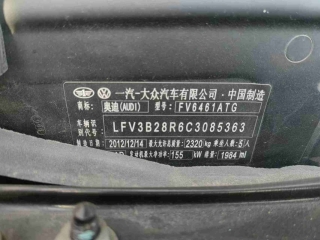 一汽-大众汽车有限公司·中国制造
商标: 奥迪(AUDI) 型号: FV6461ATG
车辆识
别代号: LFV3B28R6C3085363
2012/12/14 最大允许总质量: 2320 kg 乘坐人数: 5 人
发动机最大净功率: 155 kW 排量: 1984 ml